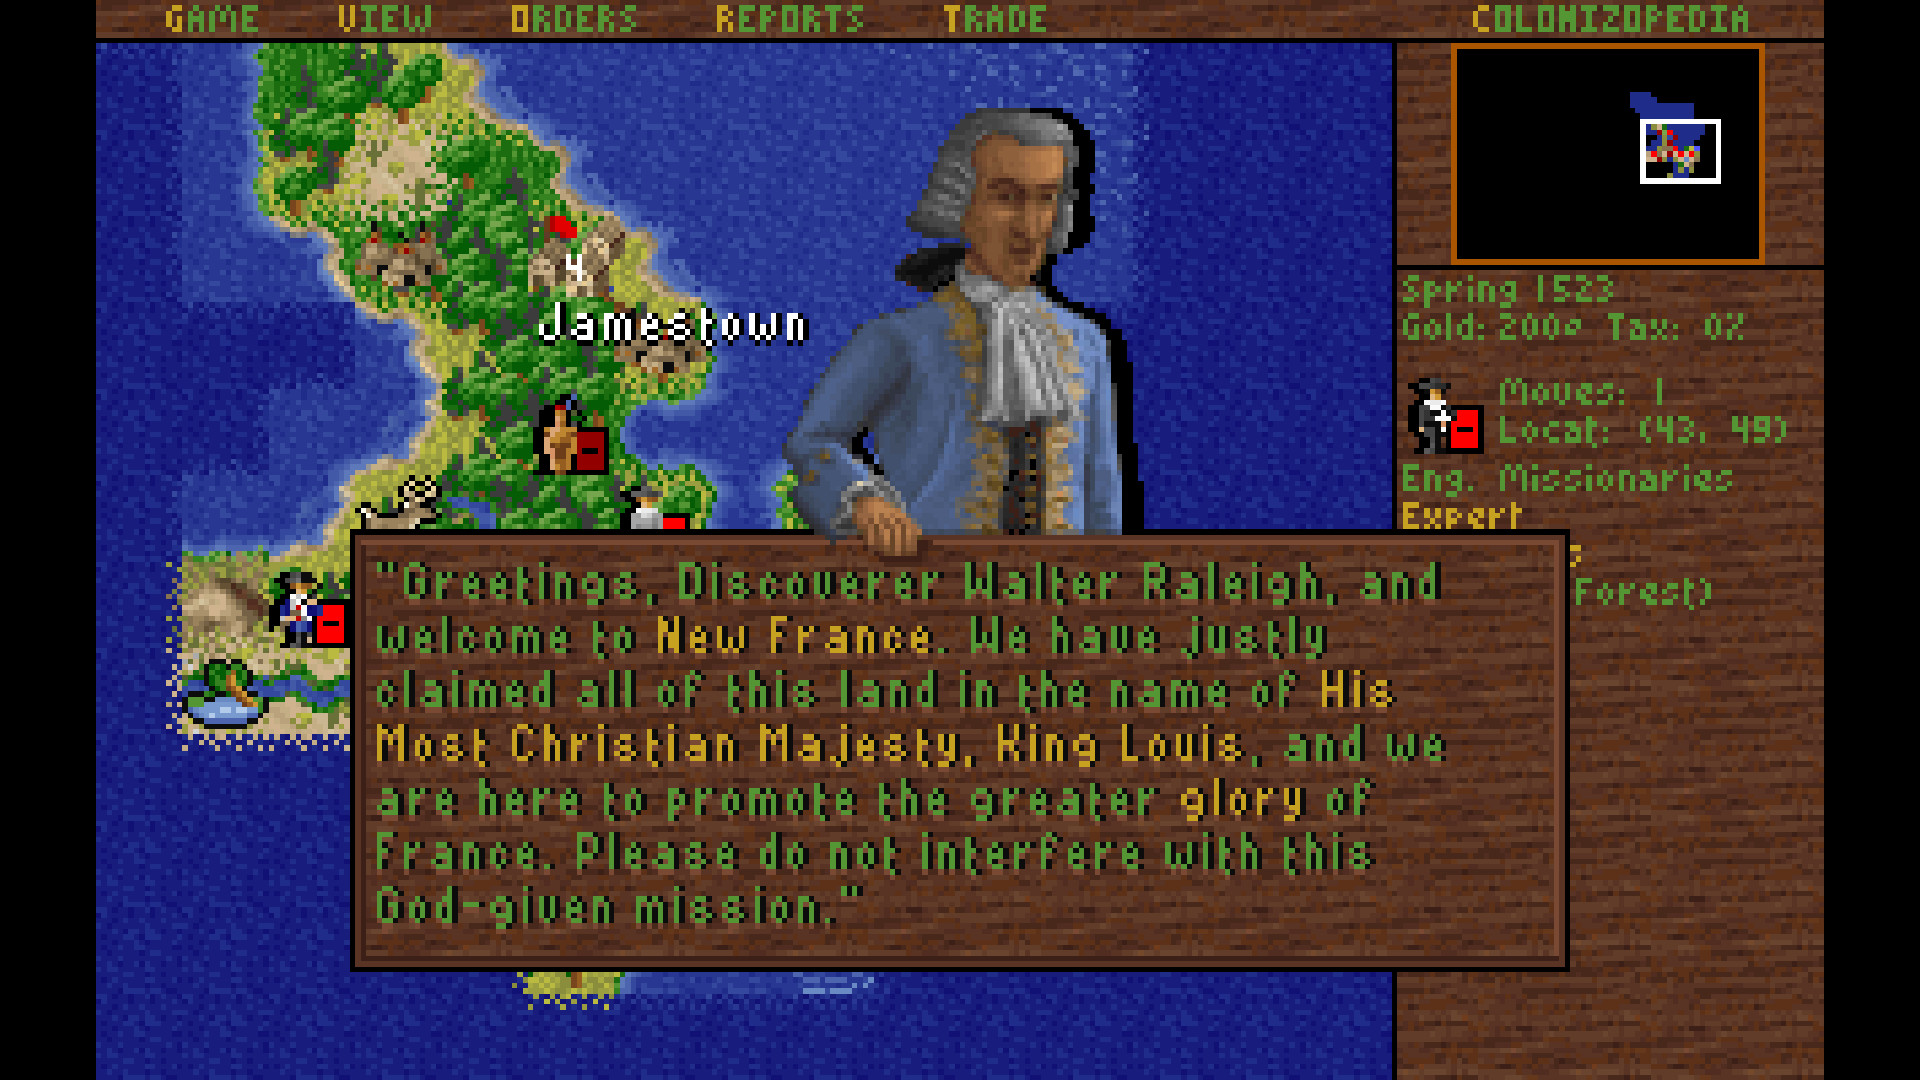 GAME VIEW ORDERS REPORTS TRADE COLONIZOPEDIA
4
Jamestown
Spring 1523
Gold: 200 Tax: 0%
Moves: 1
Locat: (43, 49)
Eng. Missionaries
Expert
Forest)
"Greetings, Discoverer Walter Raleigh, and
welcome to New France. We have justly
claimed all of this land in the name of His
Most Christian Majesty, King Louis, and we
are here to promote the greater glory of
France. Please do not interfere with this
God-given mission."